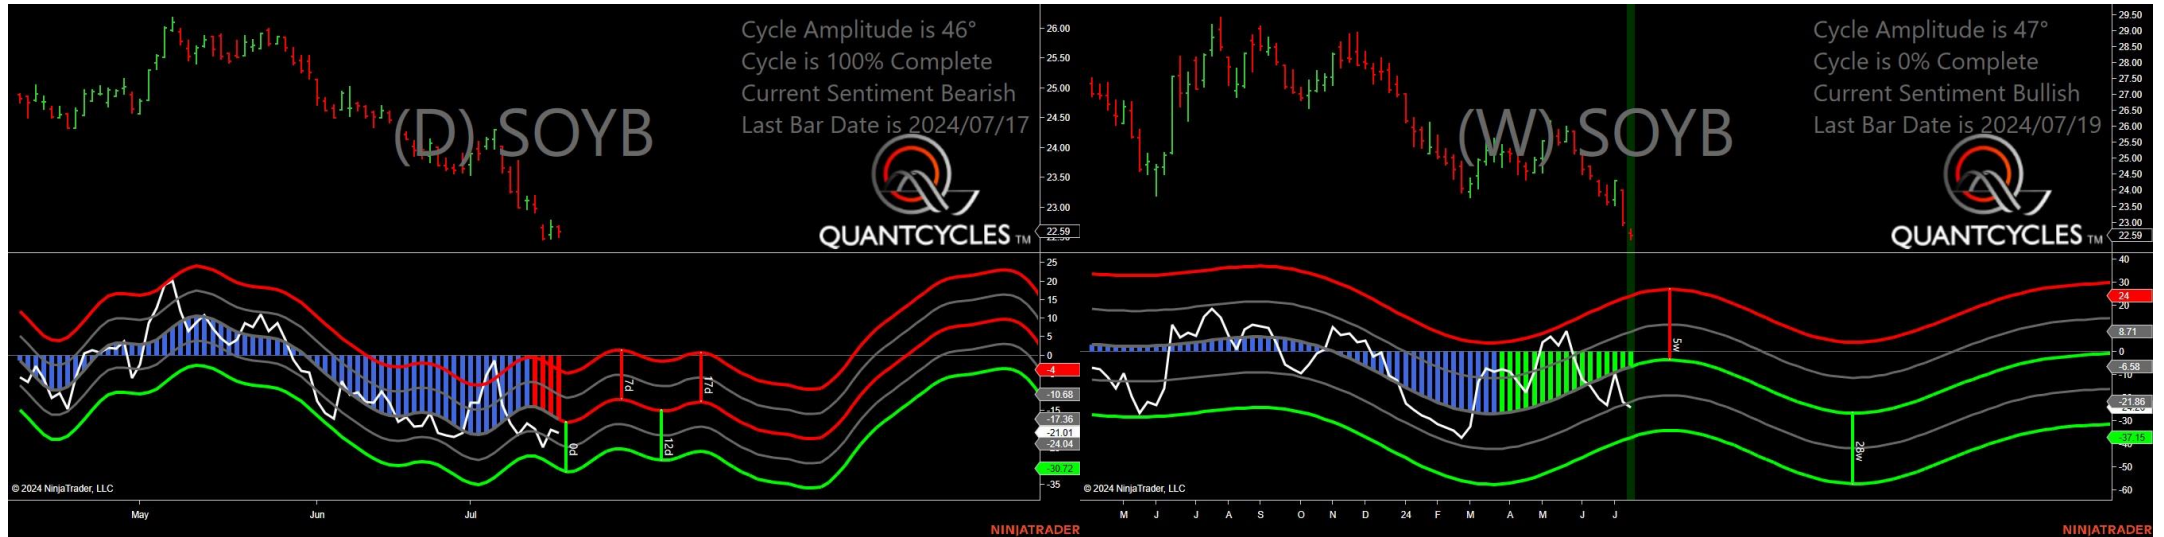 Cycle Amplitude is 46°
Cycle is 100% Complete
Current Sentiment Bearish
Last Bar Date is 2024/07/17
(D) SOYB
QUANTCYCLES TM
26.00
25.50
25.00
24.50
24.00
23.50
23.00
22.59
25
20
15
10
5
0
-4
-10.68
-15
-17.36
-21.01
-24.04
-30.72
-35
7d
17d
0d
12d
© 2024 NinjaTrader, LLC
May
Jun
Jul
NINJATRADER
Cycle Amplitude is 47°
Cycle is 0% Complete
Current Sentiment Bullish
Last Bar Date is 2024/07/19
(W) SOYB
QUANTCYCLES TM
29.50
29.00
28.50
28.00
27.50
27.00
26.50
26.00
25.50
25.00
24.50
24.00
23.50
23.00
22.59
40
30
24
8.71
0
-6.58
-21.86
-30
-37.15
-50
-60
5w
28w
© 2024 NinjaTrader, LLC
M J J A S O N D 24 F M A M J J
NINJATRADER